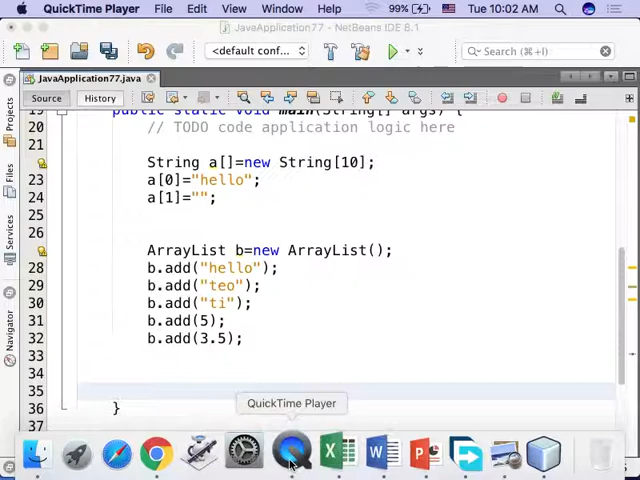 QuickTime Player File Edit View Window Help 99% Tue 10:02 AM
JavaApplication77 - NetBeans IDE 8.1
<default conf... Search (⌘+I)
JavaApplication77.java
Source History
Projects
Files
Services
Navigator
19 public static void main(String[] args) {
20 // TODO code application logic here
21
String a[]=new String[10];
23 a[0]="hello";
24 a[1]="";
25
26
ArrayList b=new ArrayList();
28 b.add("hello");
29 b.add("teo");
30 b.add("ti");
31 b.add(5);
32 b.add(3.5);
33
34
35
36 }
37
QuickTime Player